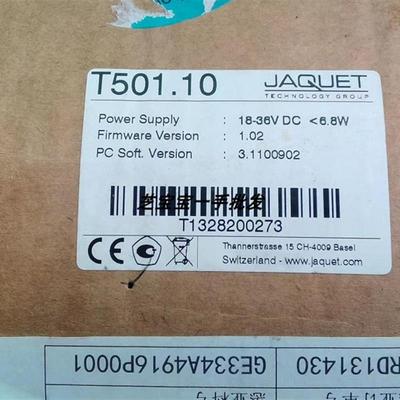 T501.10
JAQUET
TECHNOLOGY GROUP
Power Supply : 18-36V DC <6.8W
Firmware Version : 1.02
PC Soft. Version : 3.1100902
T1328200273
CE
Thannerstrasse 15 CH-4009 Basel
Switzerland - www.jaquet.com
GE334A4916P0001
RD131430